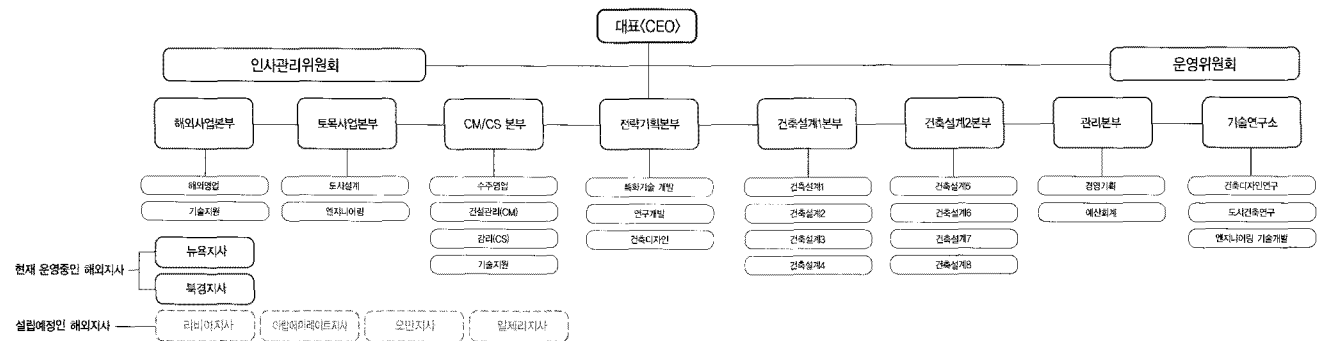 대표〈CEO〉
인사관리위원회
운영위원회
해외사업본부
토목사업본부
CM/CS 본부
전략기획본부
건축설계1본부
건축설계2본부
관리본부
기술연구소
해외영업
도시설계
수주영업
특화기술 개발
건축설계1
건축설계5
경영기획
건축디자인연구
기술지원
엔지니어링
건설관리(CM)
연구개발
건축설계2
건축설계6
예산회계
도시건축연구
감리(CS)
건축디자인
건축설계3
건축설계7
엔지니어링 기술개발
기술지원
건축설계4
건축설계8
현재 운영중인 해외지사
뉴욕지사
북경지사
설립예정인 해외지사
리비아지사
아랍에미레이트지사
오만지사
알제리지사